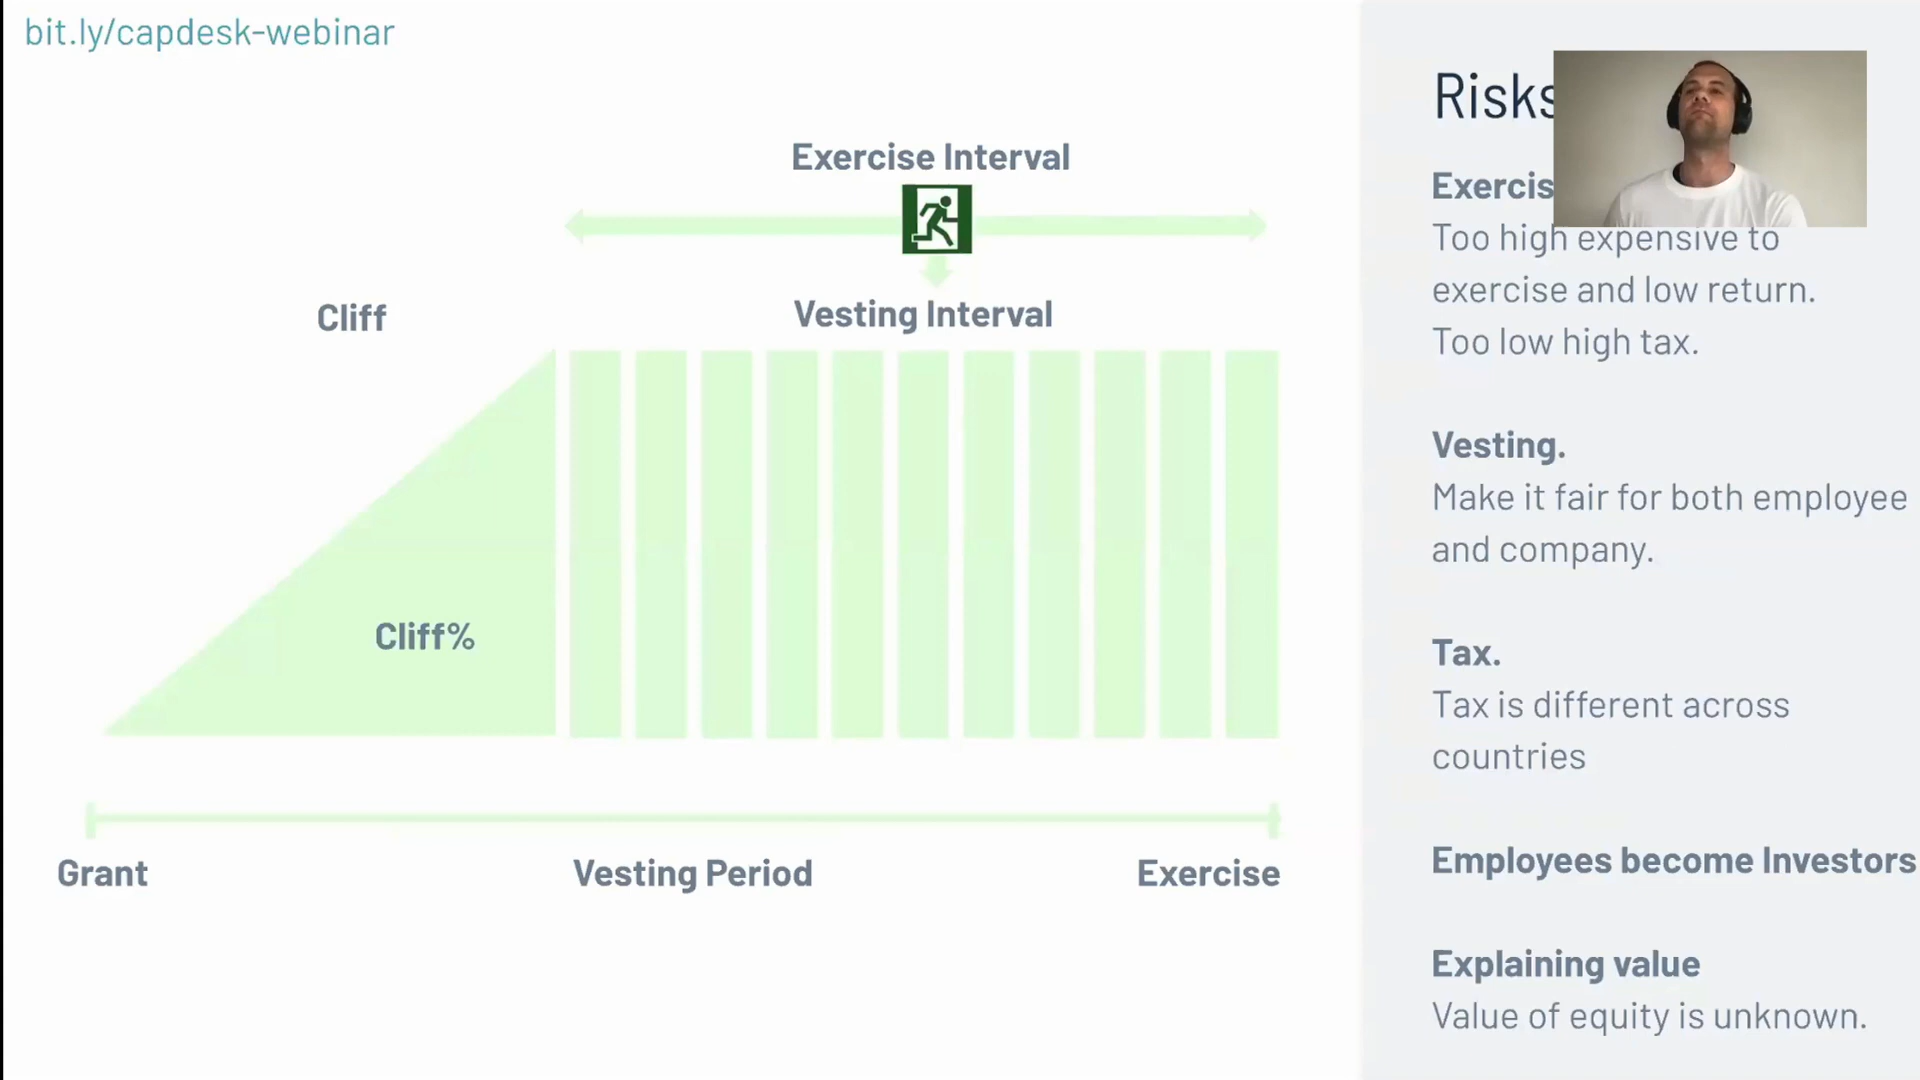 bit.ly/capdesk-webinar
Exercise Interval
Vesting Interval
Cliff
Cliff%
Grant
Vesting Period
Exercise
Risks
Too high expensive to
exercise and low return.
Too low high tax.
Vesting.
Make it fair for both employee
and company.
Tax.
Tax is different across
countries
Employees become Investors
Explaining value
Value of equity is unknown.